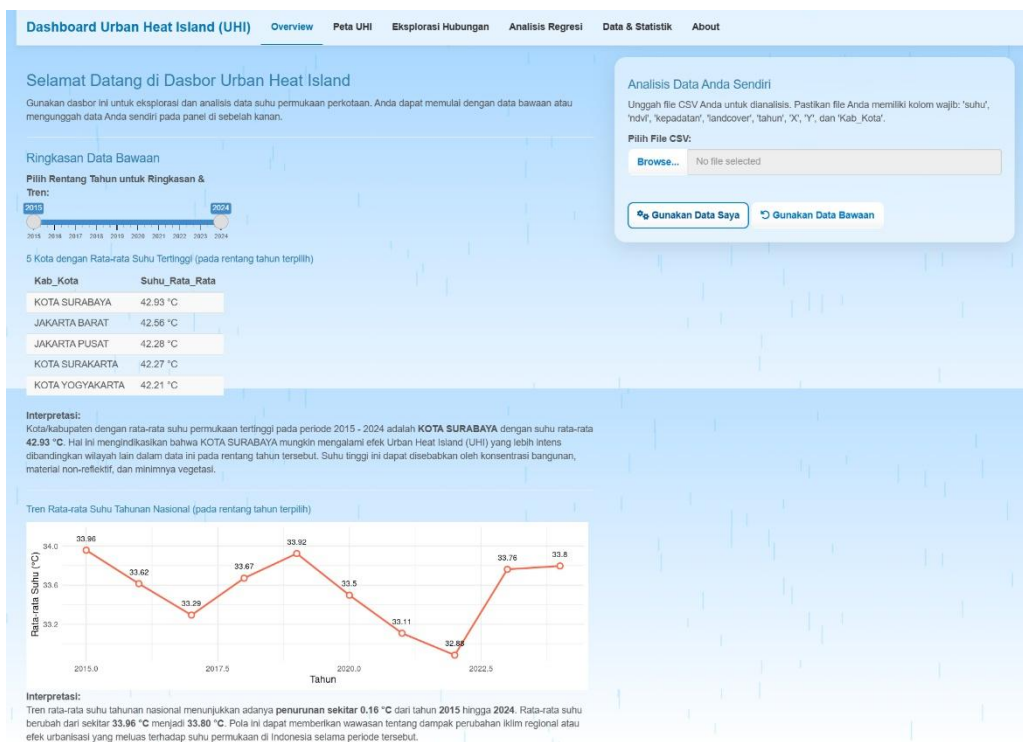 Dashboard Urban Heat Island (UHI) Overview Peta UHI Eksplorasi Hubungan Analisis Regresi Data & Statistik About
Selamat Datang di Dasbor Urban Heat Island
Gunakan dasbor ini untuk eksplorasi dan analisis data suhu permukaan perkotaan. Anda dapat memulai dengan data bawaan atau
mengunggah data Anda sendiri pada panel di sebelah kanan.
Ringkasan Data Bawaan
Pilih Rentang Tahun untuk Ringkasan &
Tren:
2015 2024
2015 2016 2017 2018 2019 2020 2021 2022 2023 2024
5 Kota dengan Rata-rata Suhu Tertinggi (pada rentang tahun terpilih)
Kab_Kota Suhu_Rata_Rata
KOTA SURABAYA 42.93 °C
JAKARTA BARAT 42.56 °C
JAKARTA PUSAT 42.28 °C
KOTA SURAKARTA 42.27 °C
KOTA YOGYAKARTA 42.21 °C
Interpretasi:
Kota/kabupaten dengan rata-rata suhu permukaan tertinggi pada periode 2015 - 2024 adalah KOTA SURABAYA dengan suhu rata-rata
42.93 °C. Hal ini mengindikasikan bahwa KOTA SURABAYA mungkin mengalami efek Urban Heat Island (UHI) yang lebih intens
dibandingkan wilayah lain dalam data ini pada rentang tahun tersebut. Suhu tinggi ini dapat disebabkan oleh konsentrasi bangunan,
material non-reflektif, dan minimnya vegetasi.
Tren Rata-rata Suhu Tahunan Nasional (pada rentang tahun terpilih)
Rata-rata Suhu (°C)
34.0
33.6
33.2
33.96
33.62
33.29
33.67
33.92
33.5
33.11
32.88
33.76
33.8
2015.0 2017.5 2020.0 2022.5
Tahun
Interpretasi:
Tren rata-rata suhu tahunan nasional menunjukkan adanya penurunan sekitar 0.16 °C dari tahun 2015 hingga 2024. Rata-rata suhu
berubah dari sekitar 33.96 °C menjadi 33.80 °C. Pola ini dapat memberikan wawasan tentang dampak perubahan iklim regional atau
efek urbanisasi yang meluas terhadap suhu permukaan di Indonesia selama periode tersebut.
Analisis Data Anda Sendiri
Unggah file CSV Anda untuk dianalisis. Pastikan file Anda memiliki kolom wajib: 'suhu',
'ndvi', 'kepadatan', 'landcover', 'tahun', 'X', 'Y', dan 'Kab_Kota'.
Pilih File CSV:
Browse... No file selected
Gunakan Data Saya Gunakan Data Bawaan